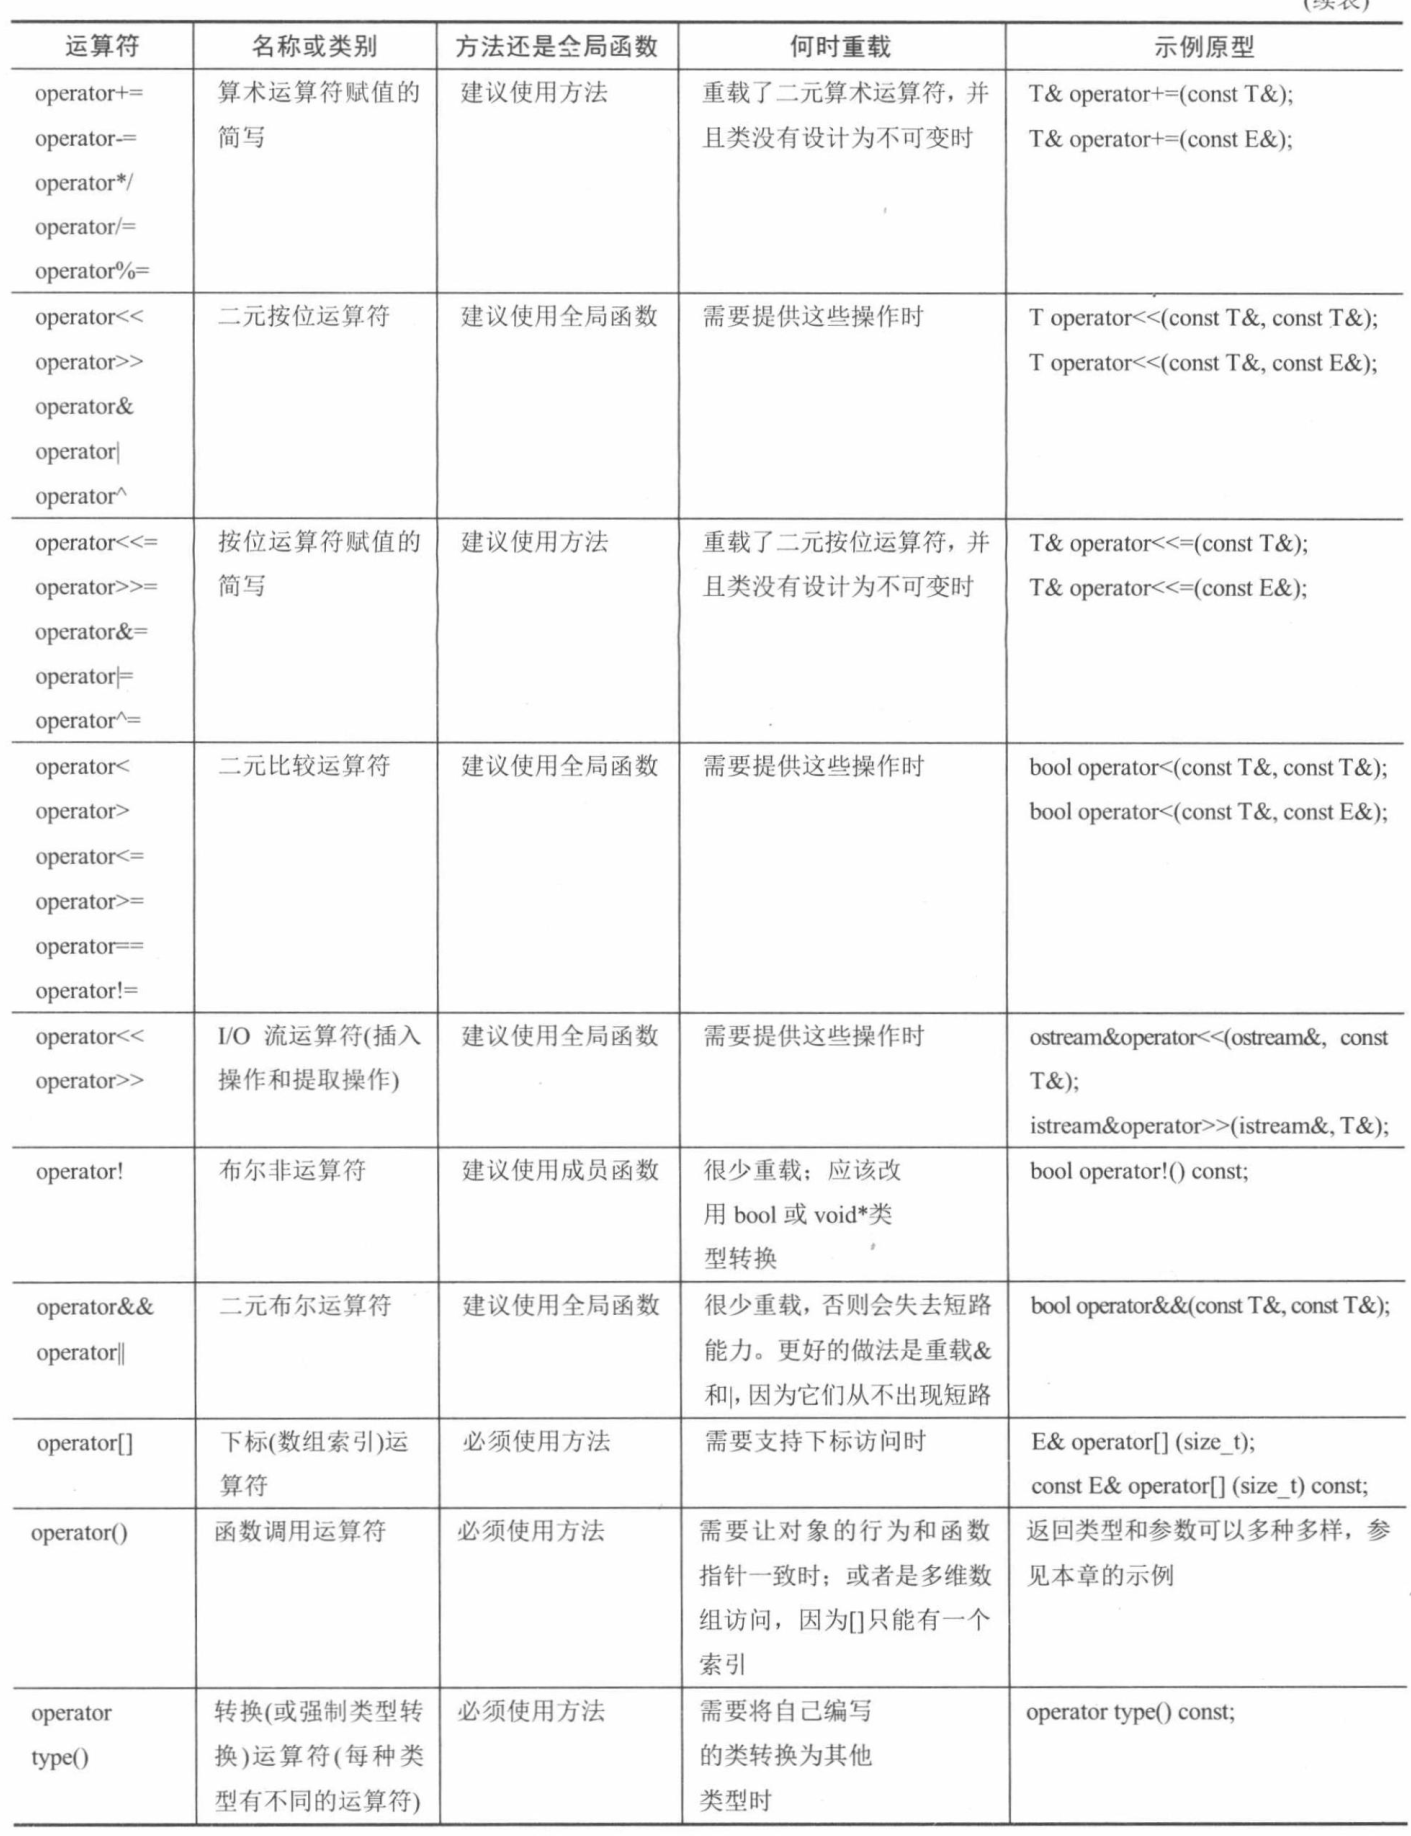 (续表)
运算符
名称或类别
方法还是全局函数
何时重载
示例原型
operator+=
operator-=
operator*/
operator/=
operator%=
算术运算符赋值的
简写
建议使用方法
重载了二元算术运算符，并
且类没有设计为不可变时
T& operator+=(const T&);
T& operator+=(const E&);
operator<<
operator>>
operator&
operator|
operator^
二元按位运算符
建议使用全局函数
需要提供这些操作时
T operator<<(const T&, const T&);
T operator<<(const T&, const E&);
operator<<=
operator>>=
operator&=
operator|=
operator^=
按位运算符赋值的
简写
建议使用方法
重载了二元按位运算符，并
且类没有设计为不可变时
T& operator<<=(const T&);
T& operator<<=(const E&);
operator<
operator>
operator<=
operator>=
operator==
operator!=
二元比较运算符
建议使用全局函数
需要提供这些操作时
bool operator<(const T&, const T&);
bool operator<(const T&, const E&);
operator<<
operator>>
I/O 流运算符(插入
操作和提取操作)
建议使用全局函数
需要提供这些操作时
ostream&operator<<(ostream&, const
T&);
istream&operator>>(istream&, T&);
operator!
布尔非运算符
建议使用成员函数
很少重载；应该改
用 bool 或 void*类
型转换
bool operator!() const;
operator&&
operator||
二元布尔运算符
建议使用全局函数
很少重载，否则会失去短路
能力。更好的做法是重载&
和|，因为它们从不出现短路
bool operator&&(const T&, const T&);
operator[]
下标(数组索引)运
算符
必须使用方法
需要支持下标访问时
E& operator[] (size_t);
const E& operator[] (size_t) const;
operator()
函数调用运算符
必须使用方法
需要让对象的行为和函数
指针一致时；或者是多维数
组访问，因为[]只能有一个
索引
返回类型和参数可以多种多样，参
见本章的示例
operator
type()
转换(或强制类型转
换)运算符(每种类
型有不同的运算符)
必须使用方法
需要将自己编写
的类转换为其他
类型时
operator type() const;